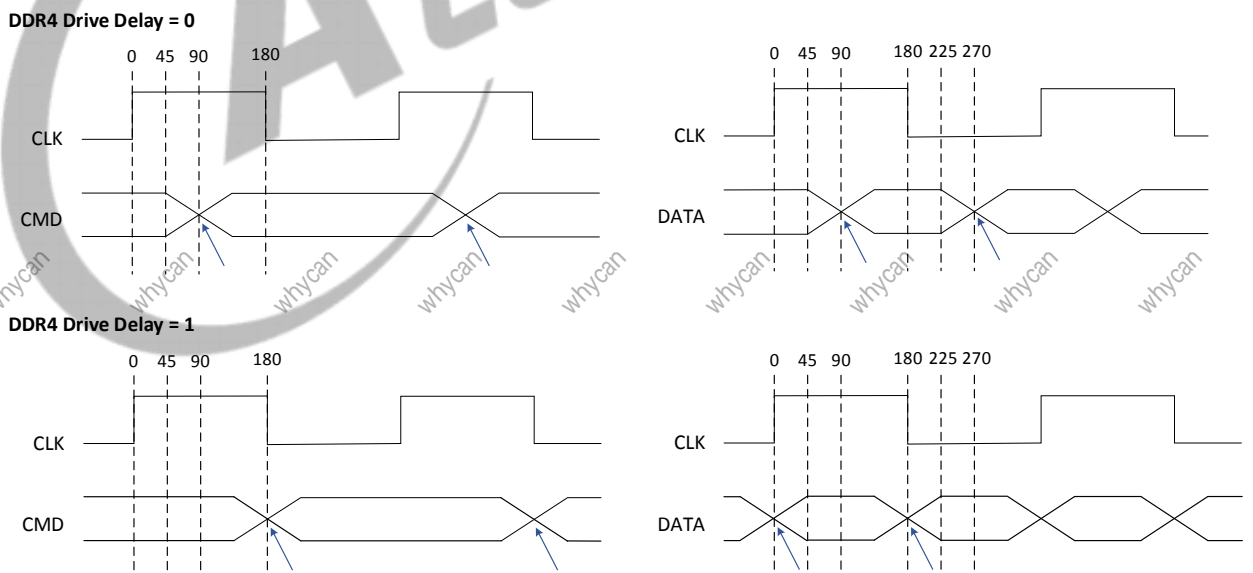 DDR4 Drive Delay = 0
0 45 90 180
CLK
CMD
0 45 90 180 225 270
CLK
DATA
whycan whycan whycan whycan whycan whycan whycan whycan
DDR4 Drive Delay = 1
0 45 90 180
CLK
CMD
0 45 90 180 225 270
CLK
DATA